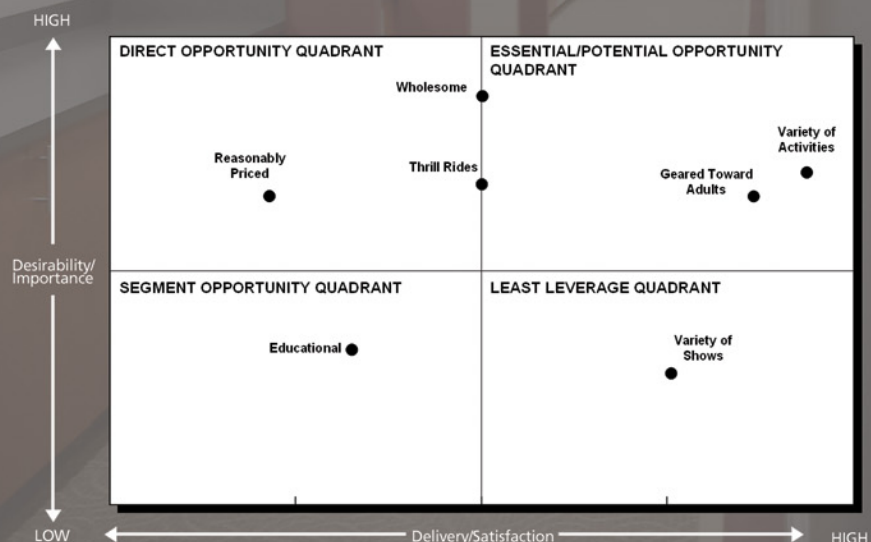 HIGH
DIRECT OPPORTUNITY QUADRANT
ESSENTIAL/POTENTIAL OPPORTUNITY
QUADRANT
Wholesome
Variety of
Activities
Reasonably
Priced
Thrill Rides
Geared Toward
Adults
Desirability/
Importance
SEGMENT OPPORTUNITY QUADRANT
LEAST LEVERAGE QUADRANT
Educational
Variety of
Shows
LOW
Delivery/Satisfaction
HIGH